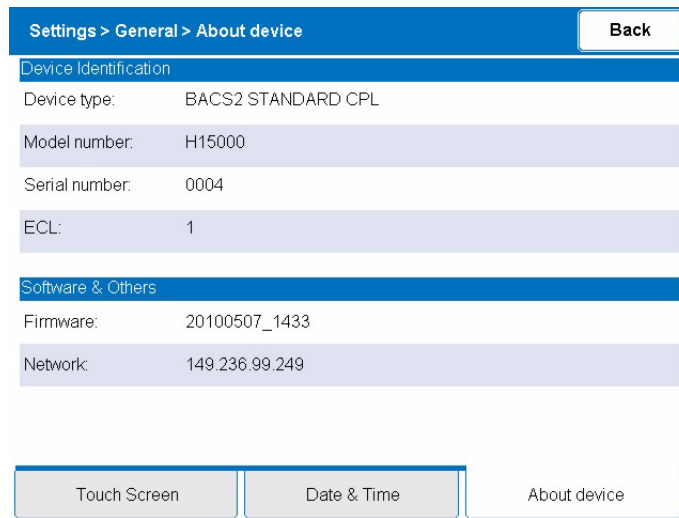 Settings > General > About device
Back
Device Identification
Device type: BACS2 STANDARD CPL
Model number: H15000
Serial number: 0004
ECL: 1
Software & Others
Firmware: 20100507_1433
Network: 149.236.99.249
Touch Screen
Date & Time
About device